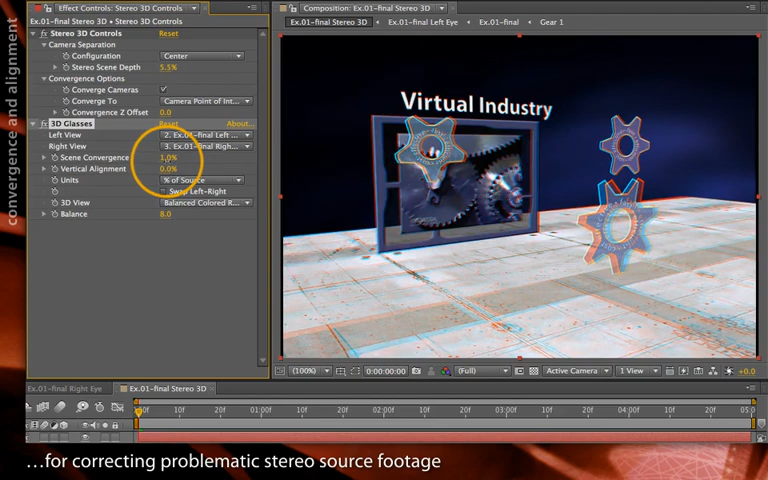 Effect Controls: Stereo 3D Controls
Ex.01-final Stereo 3D • Stereo 3D Controls
fx Stereo 3D Controls Reset
Camera Separation
Configuration Center
Stereo Scene Depth 5.5%
Convergence Options
Converge Cameras
Converge To Camera Point of Int...
Convergence Z Offset 0.0
fx 3D Glasses Reset About...
Left View 2. Ex.01-final Left ...
Right View 3. Ex.01-final Righ...
Scene Convergence 1.0%
Vertical Alignment 0.0%
Units % of Source
Swap Left-Right
3D View Balanced Colored R...
Balance 8.0
convergence and alignment
Composition: Ex.01-final Stereo 3D
Ex.01-final Stereo 3D Ex.01-final Left Eye Ex.01-final Gear 1
Virtual Industry
(100%) 0:00:00:00 (Full) Active Camera 1 View +0.0
Ex.01-final Right Eye Ex.01-final Stereo 3D
10f 20f 01:00f 10f 20f 02:00f 10f 20f 03:00f 10f 20f 04:00f 10f 20f
...for correcting problematic stereo source footage